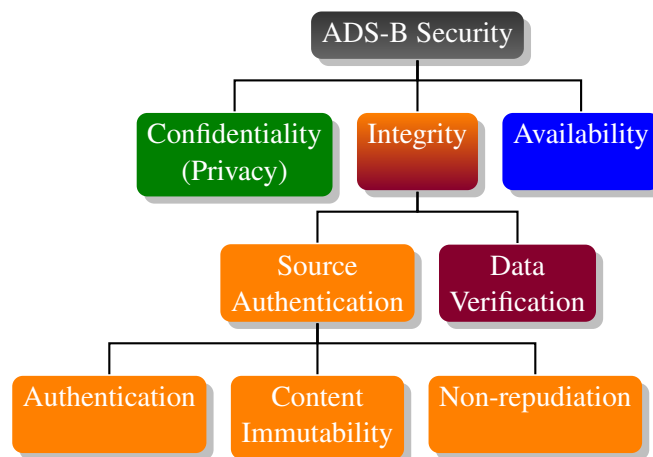 ADS-B Security
Confidentiality
(Privacy)
Integrity
Availability
Source
Authentication
Data
Verification
Authentication
Content
Immutability
Non-repudiation